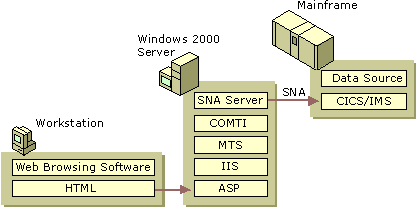 Mainframe
Windows 2000
Server
Data Source
SNA Server
SNA
CICS/IMS
Workstation
COMTI
MTS
Web Browsing Software
IIS
HTML
ASP